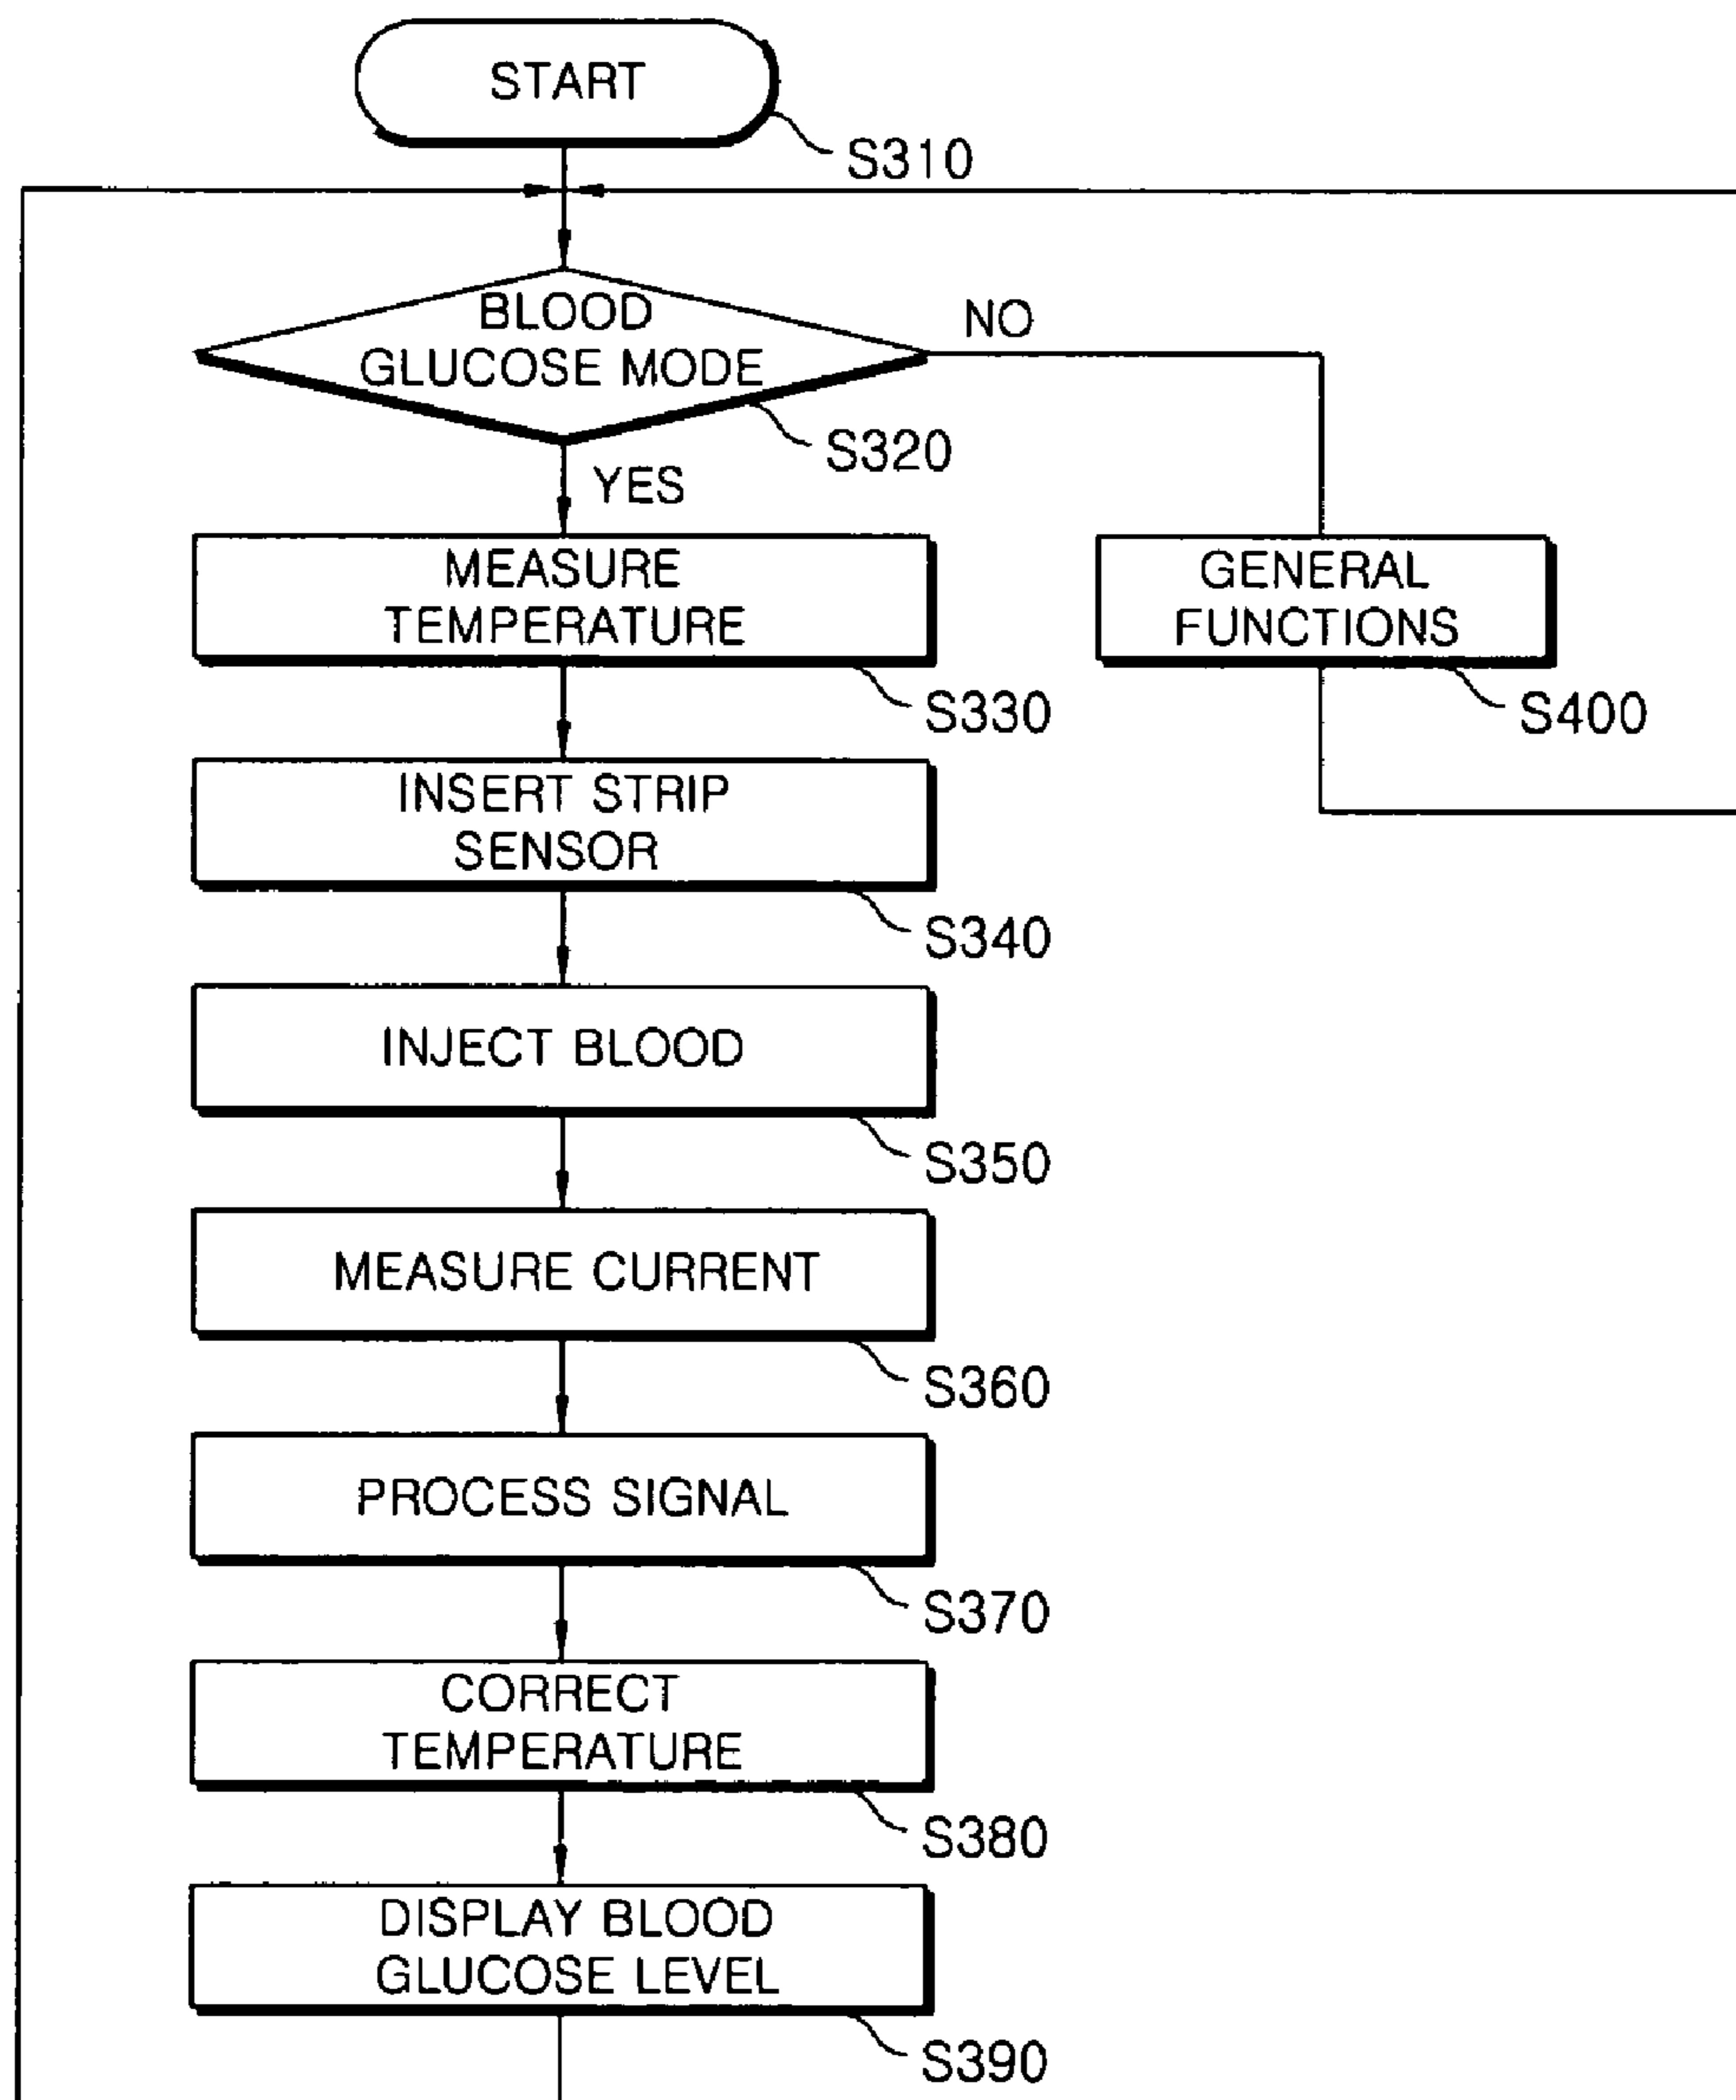 START
S310
BLOOD
GLUCOSE MODE
NO
S320
YES
MEASURE
TEMPERATURE
S330
GENERAL
FUNCTIONS
S400
INSERT STRIP
SENSOR
S340
INJECT BLOOD
S350
MEASURE CURRENT
S360
PROCESS SIGNAL
S370
CORRECT
TEMPERATURE
S380
DISPLAY BLOOD
GLUCOSE LEVEL
S390